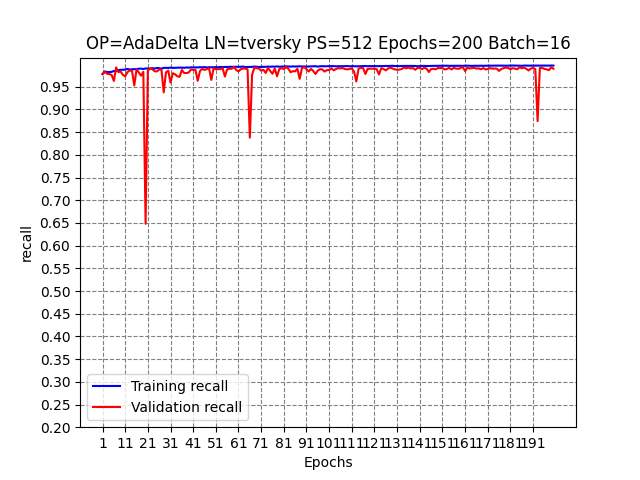 OP=AdaDelta LN=tversky PS=512 Epochs=200 Batch=16
recall
0.95
0.90
0.85
0.80
0.75
0.70
0.65
0.60
0.55
0.50
0.45
0.40
0.35
0.30
0.25
0.20
Training recall
Validation recall
1 11 21 31 41 51 61 71 81 91 101 111 121 131 141 151 161 171 181 191
Epochs